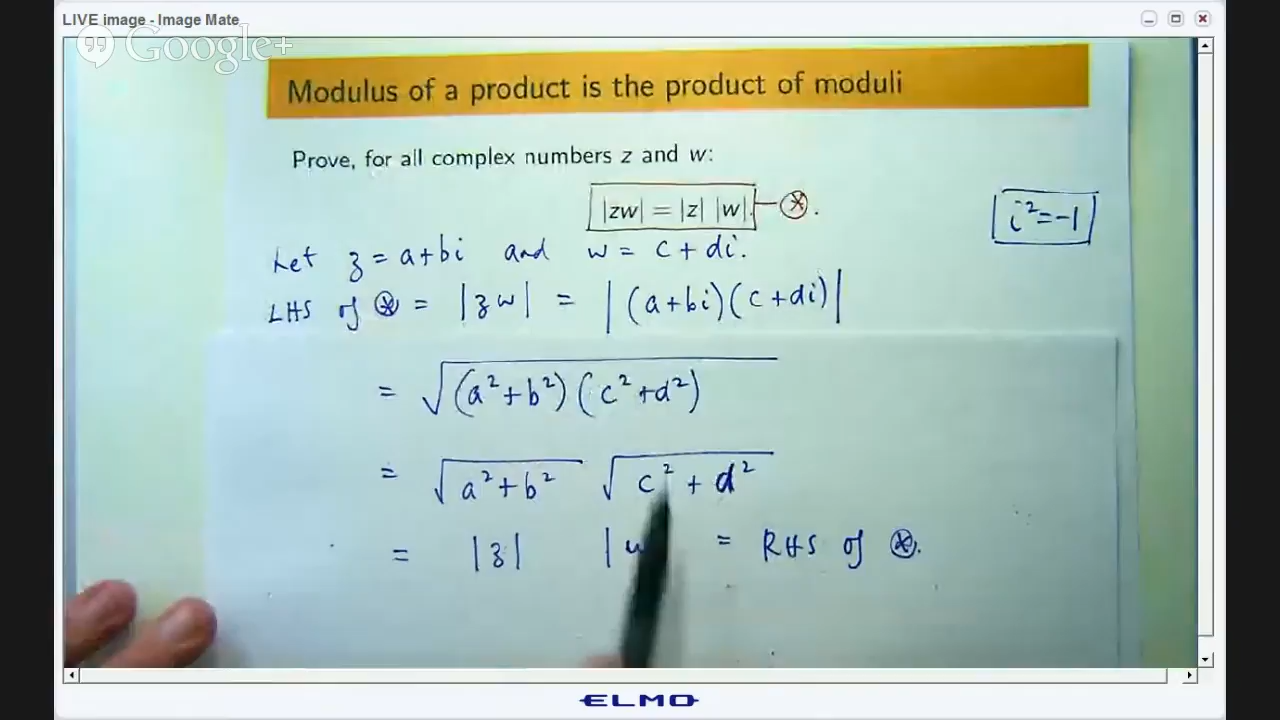 LIVE image - Image Mate
Google+
Modulus of a product is the product of moduli
Prove, for all complex numbers z and w:
|zw| = |z| |w|. —⊛.
i²=-1
Let z = a+bi and w = c + di.
LHS of ⊛ = |zw| = |(a+bi)(c+di)|
= √(a²+b²)(c²+d²)
= √a²+b² √c²+d²
= |z| |w = RHS of ⊛.
ELMO